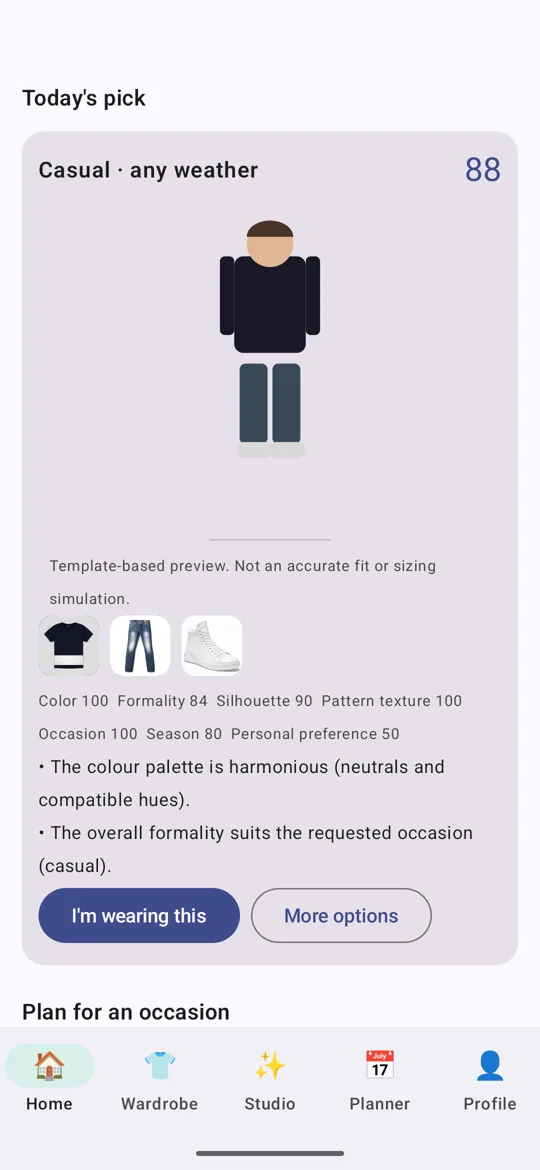 Today's pick
Casual · any weather
88
Template-based preview. Not an accurate fit or sizing
simulation.
Color 100 Formality 84 Silhouette 90 Pattern texture 100
Occasion 100 Season 80 Personal preference 50
• The colour palette is harmonious (neutrals and
compatible hues).
• The overall formality suits the requested occasion
(casual).
I'm wearing this
More options
Plan for an occasion
July
17
Home
Wardrobe
Studio
Planner
Profile